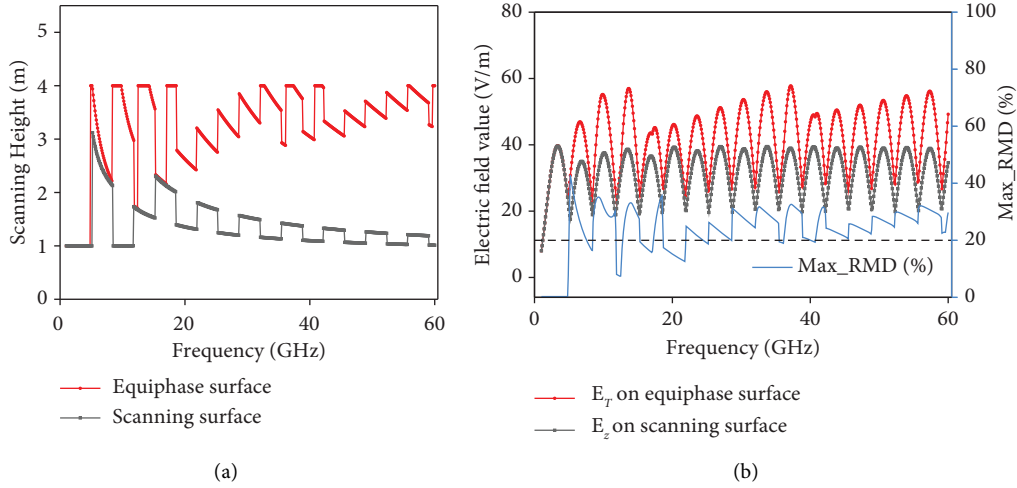 Scanning Height (m)
5
4
3
2
1
0
0
20
40
60
Frequency (GHz)
Equiphase surface
Scanning surface
(a)
Electric field value (V/m)
80
60
40
20
0
100
80
60
40
20
0
Max_RMD (%)
Max_RMD (%)
0
20
40
60
Frequency (GHz)
E_T on equiphase surface
E_z on scanning surface
(b)